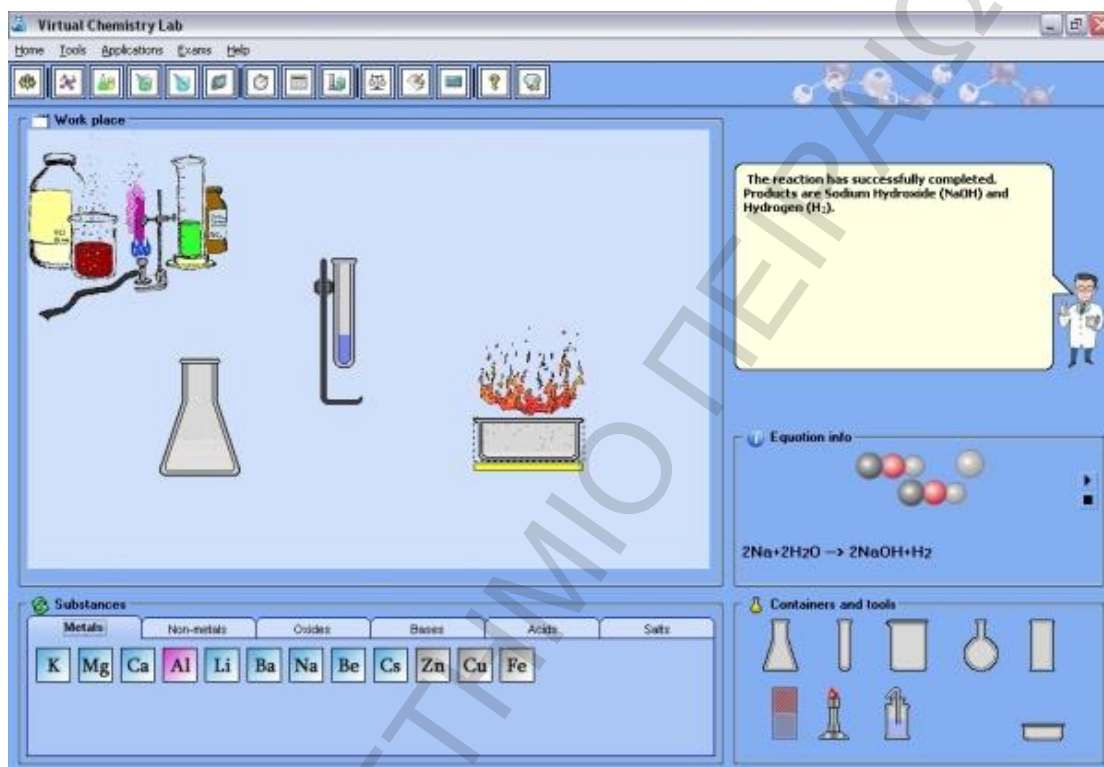 Virtual Chemistry Lab
Home Tools Applications Exams Help
Work place
The reaction has successfully completed.
Products are Sodium Hydroxide (NaOH) and
Hydrogen (H₂).
Equation info
2Na+2H2O --> 2NaOH+H2
Substances
Metals Non-metals Oxides Bases Acids Salts
K Mg Ca Al Li Ba Na Be Cs Zn Cu Fe
Containers and tools
ΠΕΙΡΑΙΩ
ΤΗΜΙΟ